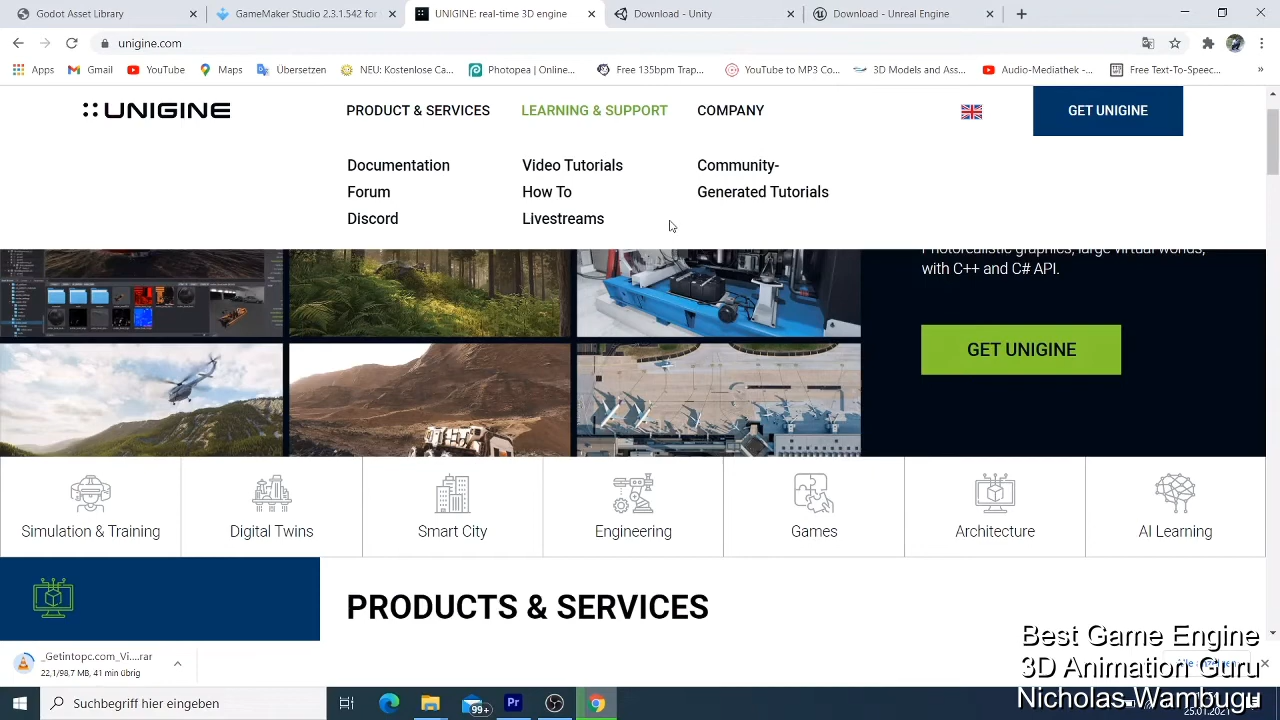 Godot Asset Library
GameMaker Studio 2.3.1.542 for
UNIGINE: real-time 3D engine
Download - Unity
Download - Unreal Engine
unigine.com
Apps
Gmail
YouTube
Maps
Übersetzen
NEU: Kostenlose Ca...
Photopea | Online...
Free 135bpm Trap...
YouTube to MP3 Co...
3D Models and Ass...
Audio-Mediathek -...
Free Text-To-Speec...
»
UNIGINE
PRODUCT & SERVICES
LEARNING & SUPPORT
COMPANY
GET UNIGINE
Documentation
Video Tutorials
Community-
Forum
How To
Generated Tutorials
Discord
Livestreams
Photorealistic graphics, large virtual worlds,
with C++ and C# API.
GET UNIGINE
Simulation & Training
Digital Twins
Smart City
Engineering
Games
Architecture
AI Learning
PRODUCTS & SERVICES
_Getintopc.com_Vi....rar
22,1/98,7 MB, 41 min übrig
Best Game Engine
3D Animation Guru
Nicholas Wambugu
Suchbegriff hier eingeben
99+
25.01.2021